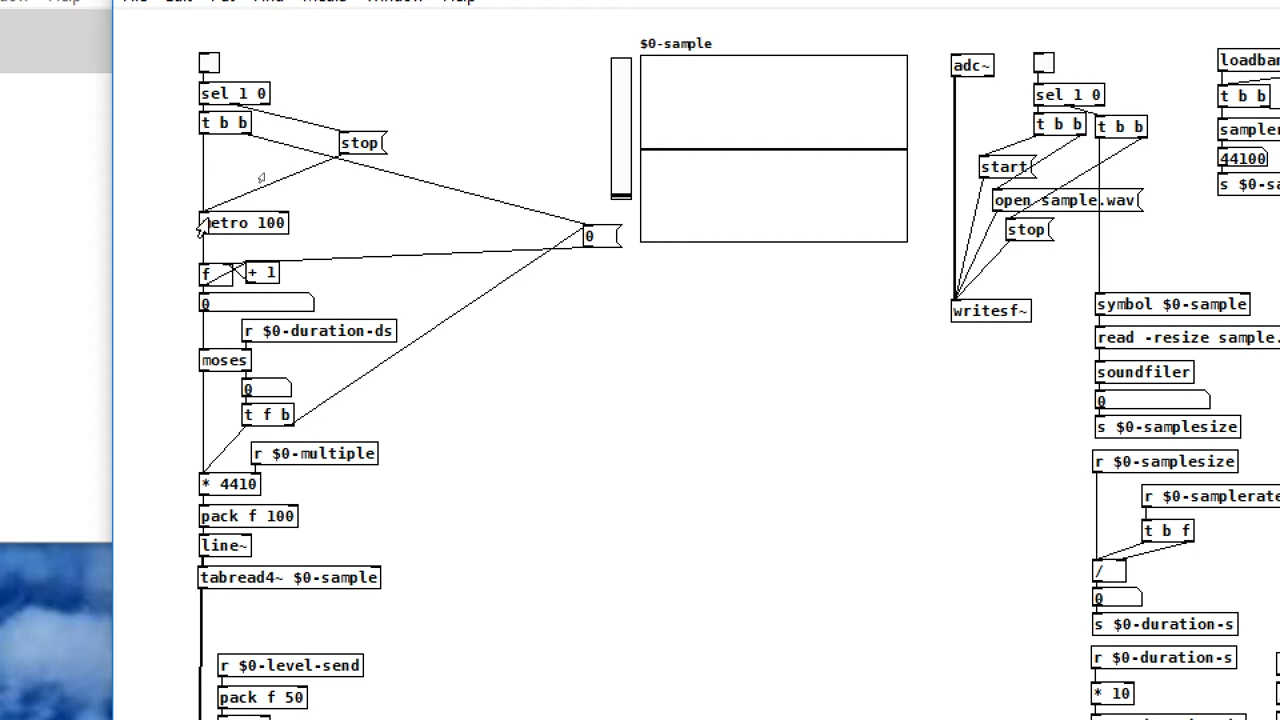 $0-sample
sel 1 0
t b b
stop
metro 100
0
f
+ 1
0
r $0-duration-ds
moses
0
t f b
r $0-multiple
* 4410
pack f 100
line~
tabread4~ $0-sample
r $0-level-send
pack f 50
adc~
sel 1 0
t b b
t b b
start
open sample.wav
stop
writesf~
symbol $0-sample
read -resize sample.
soundfiler
0
s $0-samplesize
r $0-samplesize
r $0-samplerate
t b f
/
0
s $0-duration-s
r $0-duration-s
* 10
loadban
t b b
sampler
44100
s $0-sa